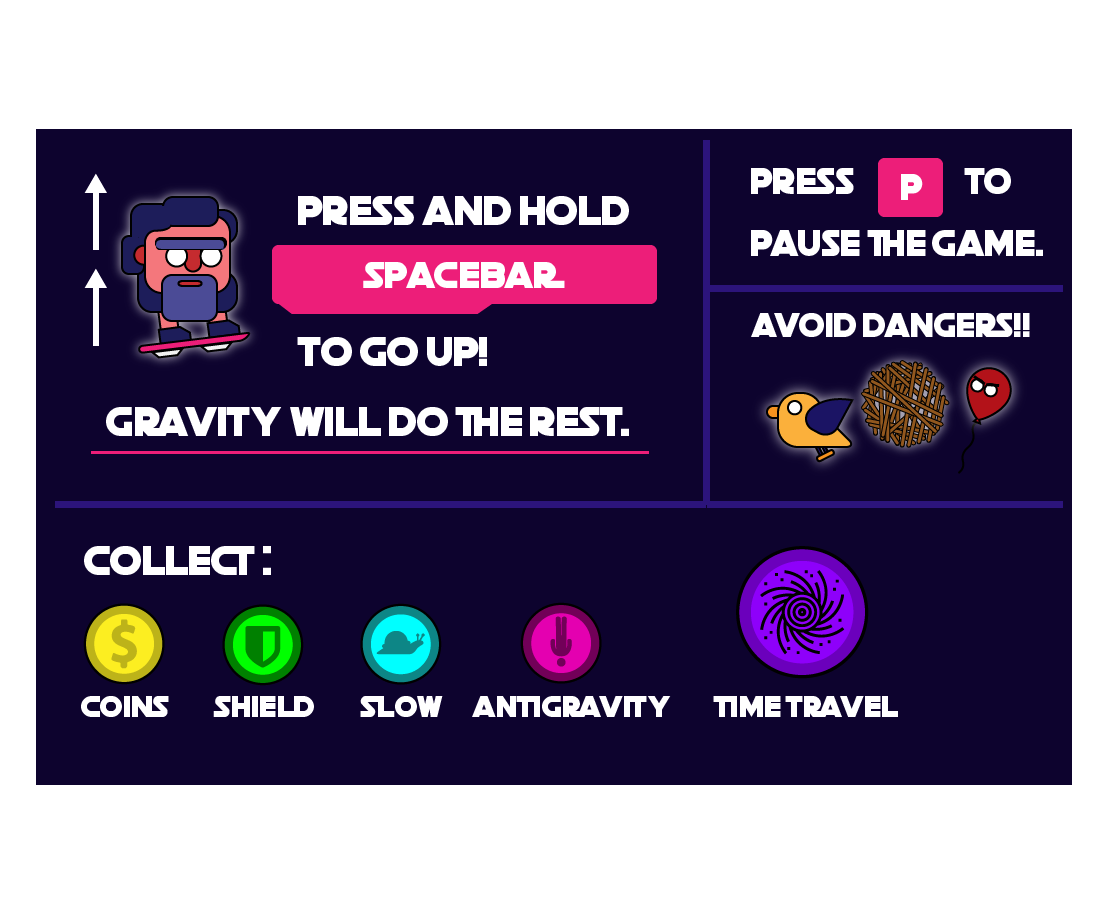 PRESS AND HOLD
SPACEBAR
TO GO UP!
GRAVITY WILL DO THE REST.
PRESS P TO
PAUSE THE GAME.
AVOID DANGERS!!
COLLECT:
$
COINS
SHIELD
SLOW
ANTIGRAVITY
TIME TRAVEL